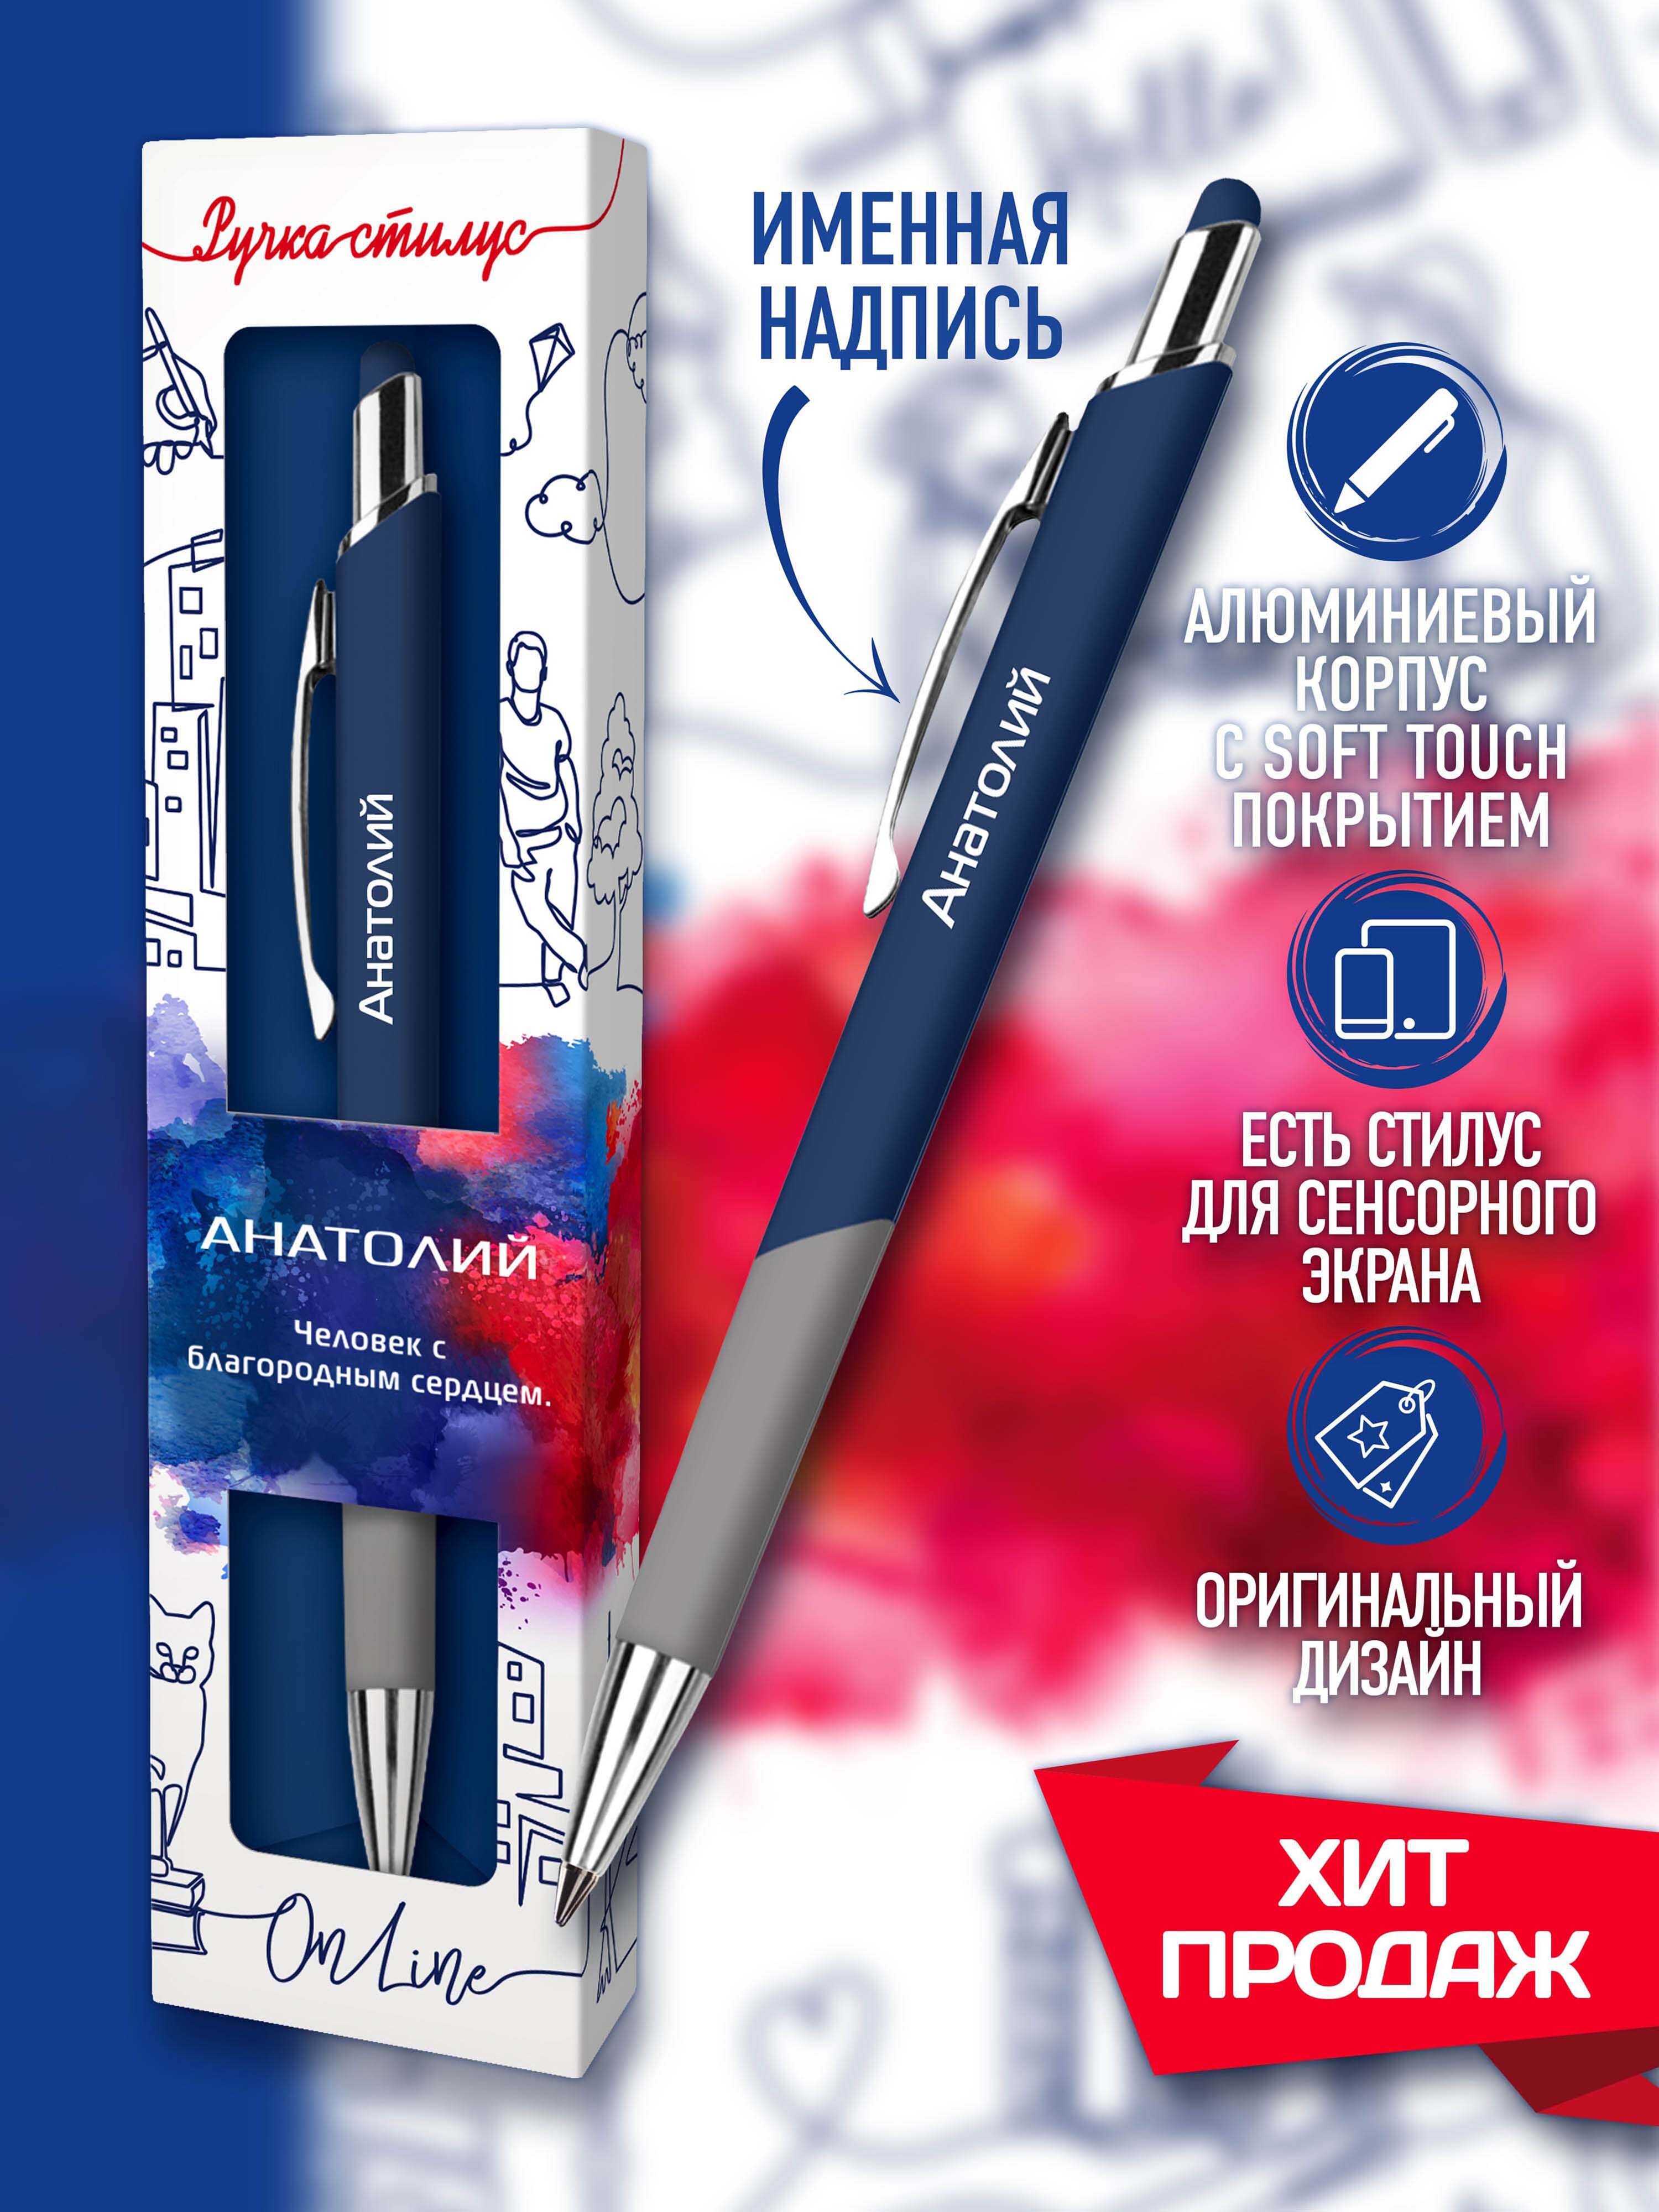 Ручка-стилус
Анатолий
АНАТОЛИЙ
Человек с
благородным сердцем.
OnLine
ИМЕННАЯ
НАДПИСЬ
Анатолий
АЛЮМИНИЕВЫЙ
КОРПУС
С SOFT TOUCH
ПОКРЫТИЕМ
ЕСТЬ СТИЛУС
ДЛЯ СЕНСОРНОГО
ЭКРАНА
ОРИГИНАЛЬНЫЙ
ДИЗАЙН
ХИТ
ПРОДАЖ